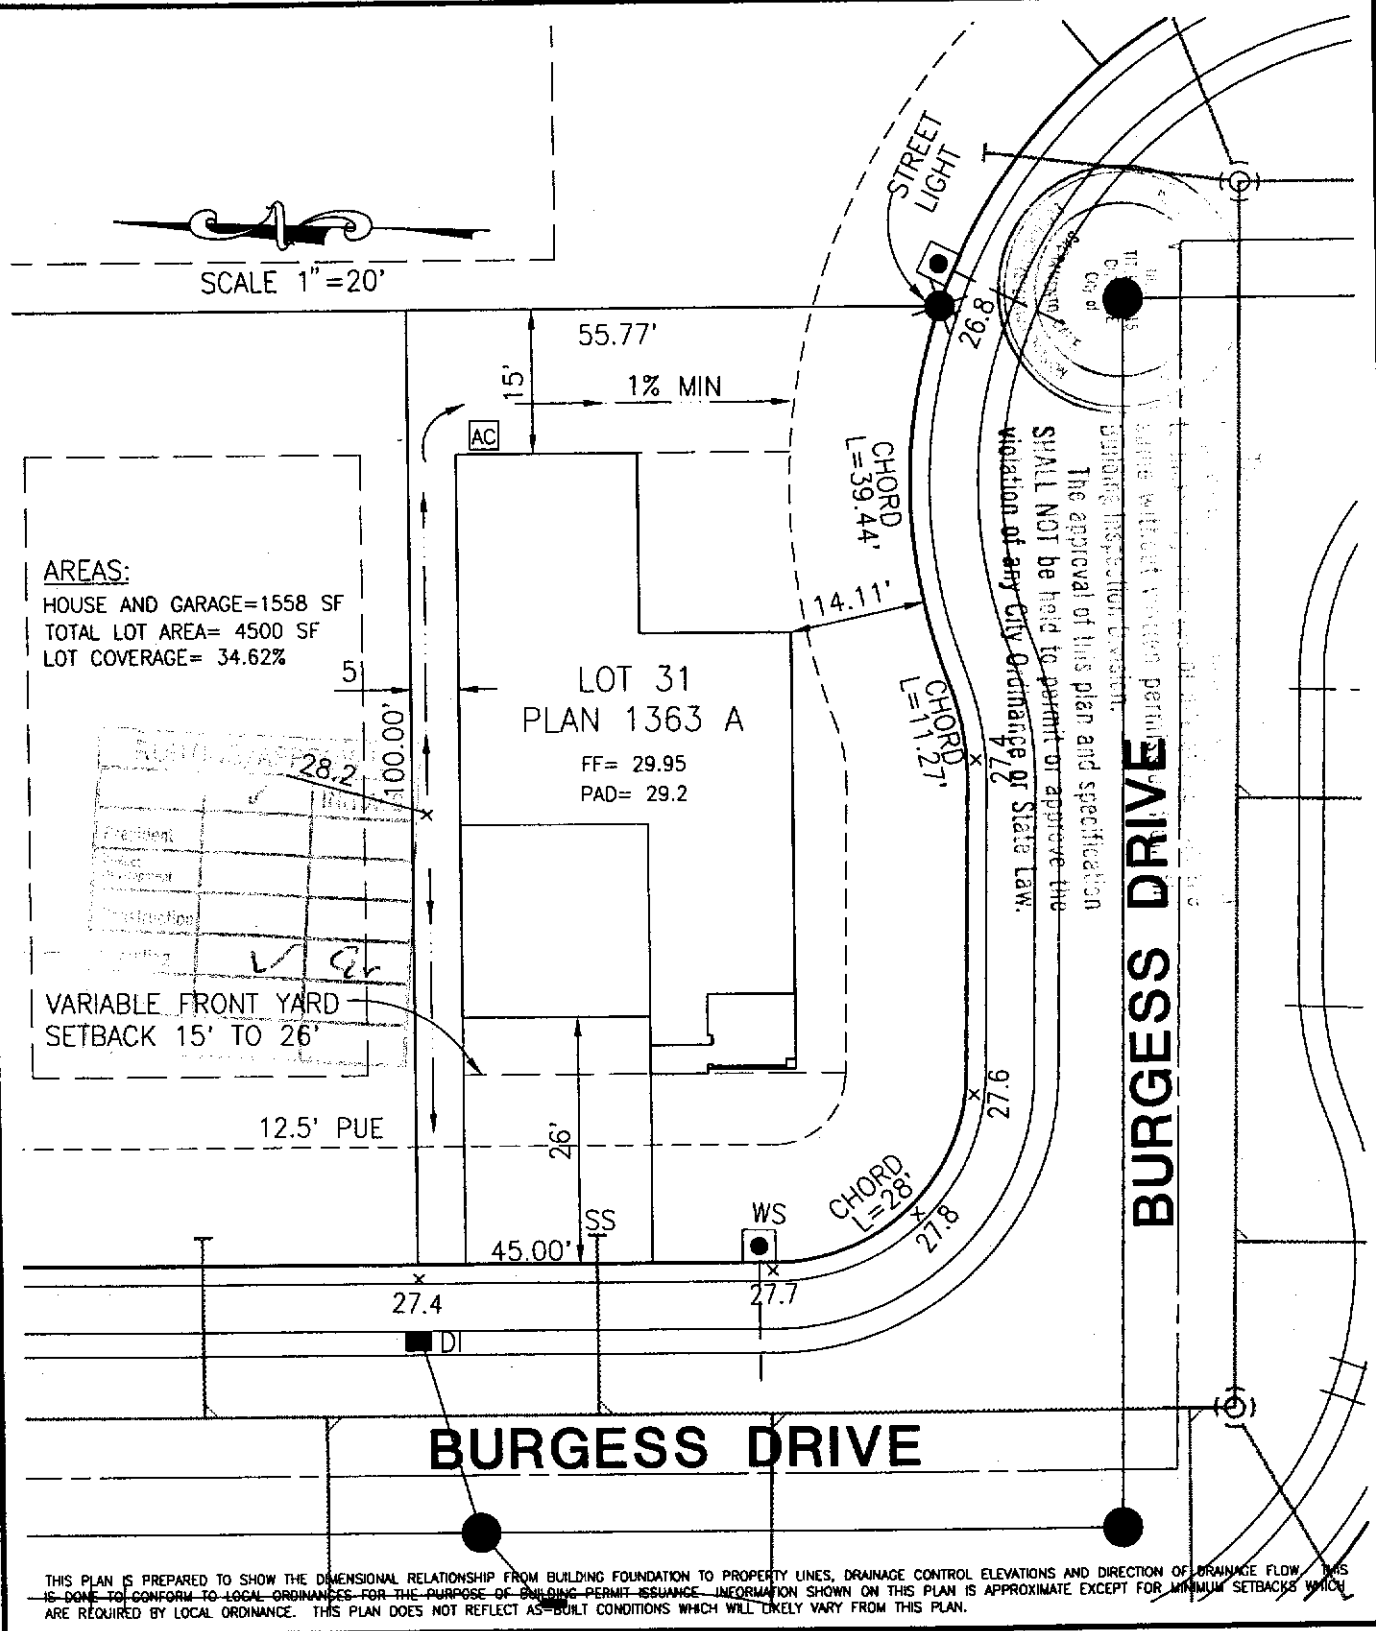 STREET
LIGHT
SCALE 1"=20'
55.77'
15'
1% MIN
26.8
AC
CHORD
L=39.44'
AREAS:
HOUSE AND GARAGE=1558 SF
TOTAL LOT AREA= 4500 SF
LOT COVERAGE= 34.62%
5'
100.00'
14.11'
LOT 31
PLAN 1363 A
FF= 29.95
PAD= 29.2
28.2
CHORD
L=11.27'
27.4
City of
building inspection
The approval of this plan and specification
SHALL NOT be held to permit or approve the
violation of any City Ordinance or State Law.
President
Construction
VARIABLE FRONT YARD
SETBACK 15' TO 26'
12.5' PUE
26'
27.6
CHORD
L=28'
27.8
SS
WS
45.00'
27.4
27.7
DI
BURGESS DRIVE
BURGESS DRIVE
THIS PLAN IS PREPARED TO SHOW THE DIMENSIONAL RELATIONSHIP FROM BUILDING FOUNDATION TO PROPERTY LINES, DRAINAGE CONTROL ELEVATIONS AND DIRECTION OF DRAINAGE FLOW, THIS
IS DONE TO CONFORM TO LOCAL ORDINANCES FOR THE PURPOSE OF BUILDING PERMIT ISSUANCE. INFORMATION SHOWN ON THIS PLAN IS APPROXIMATE EXCEPT FOR MINIMUM SETBACKS WHICH
ARE REQUIRED BY LOCAL ORDINANCE. THIS PLAN DOES NOT REFLECT AS-BUILT CONDITIONS WHICH WILL LIKELY VARY FROM THIS PLAN.